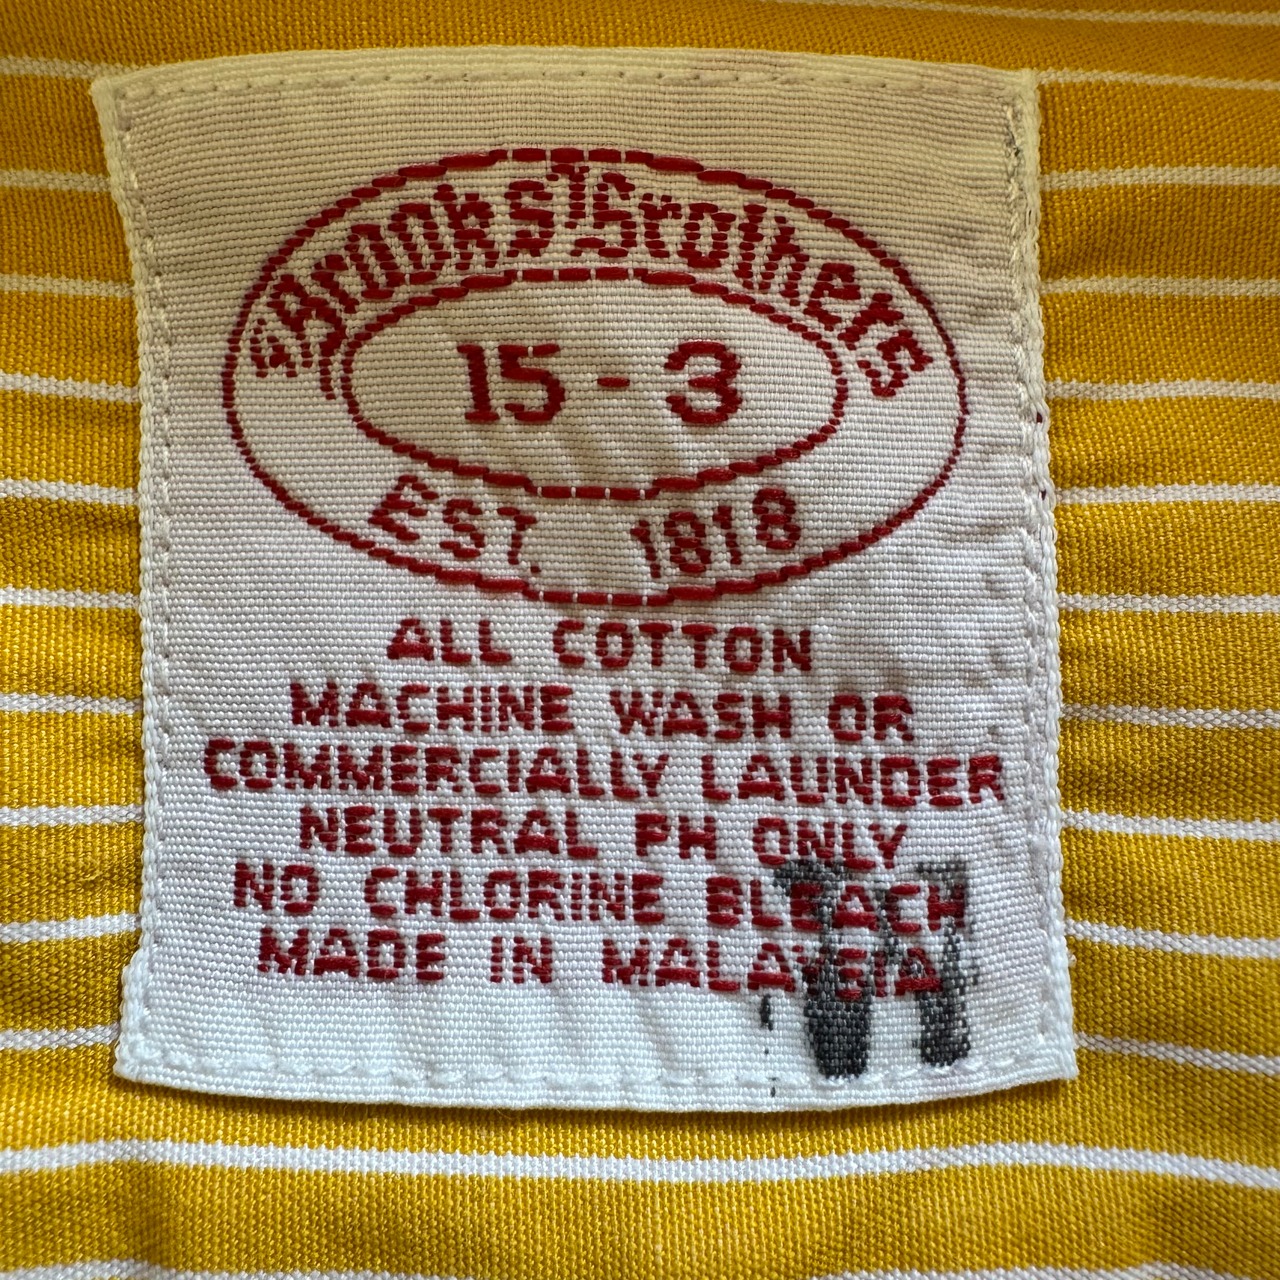 "Brooks Brothers"
15 - 3
EST. 1818
ALL COTTON
MACHINE WASH OR
COMMERCIALLY LAUNDER
NEUTRAL PH ONLY
NO CHLORINE BLEACH
MADE IN MALAYSIA